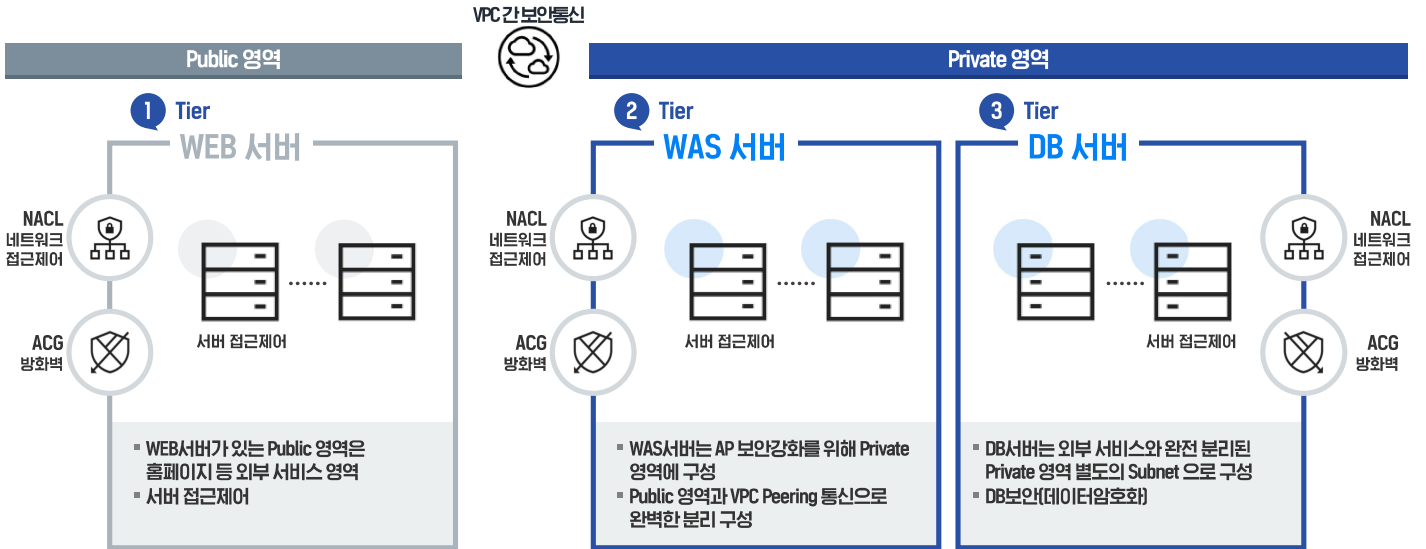 VPC 간 보안통신
Public 영역
Private 영역
1 Tier
WEB 서버
NACL
네트워크
접근제어
ACG
방화벽
서버 접근제어
▪ WEB서버가 있는 Public 영역은
홈페이지 등 외부 서비스 영역
▪ 서버 접근제어
2 Tier
WAS 서버
NACL
네트워크
접근제어
ACG
방화벽
서버 접근제어
▪ WAS서버는 AP 보안강화를 위해 Private
영역에 구성
▪ Public 영역과 VPC Peering 통신으로
완벽한 분리 구성
3 Tier
DB 서버
NACL
네트워크
접근제어
ACG
방화벽
서버 접근제어
▪ DB서버는 외부 서비스와 완전 분리된
Private 영역 별도의 Subnet 으로 구성
▪ DB보안(데이터암호화)